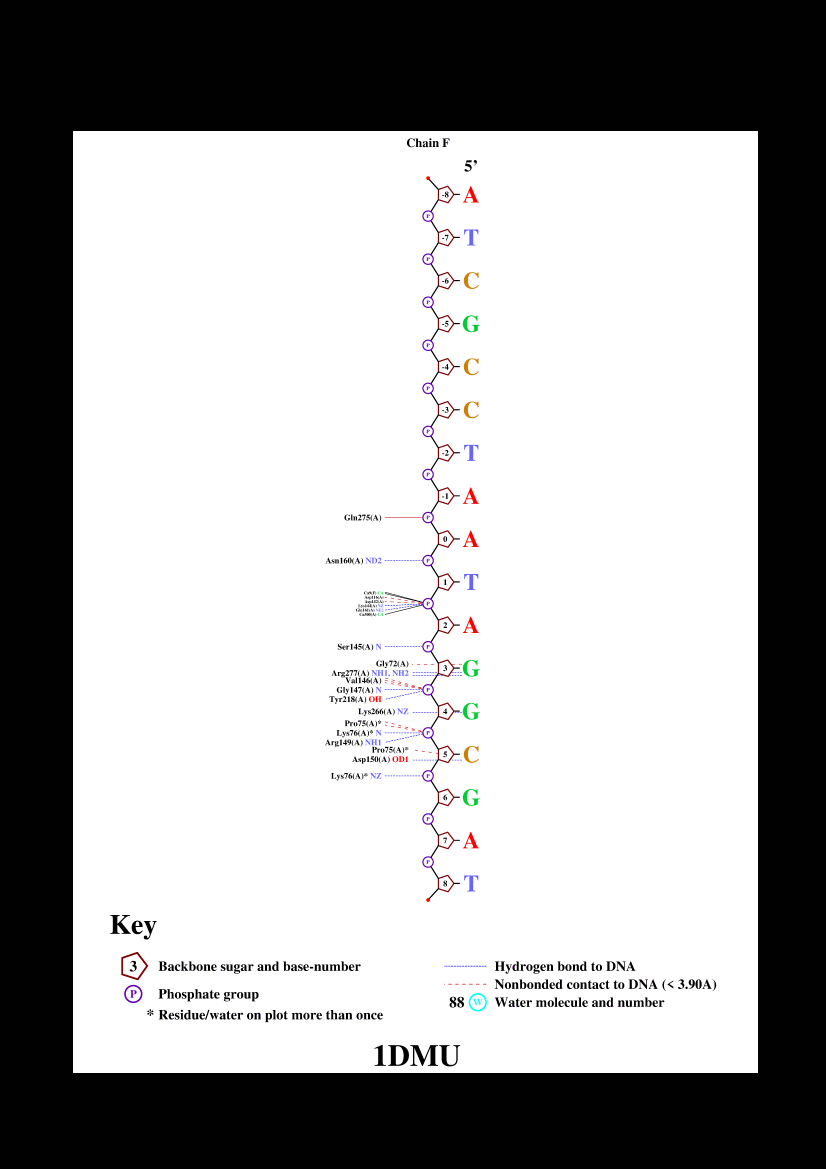 Chain F
5’
-8 A
P
-7 T
P
-6 C
P
-5 G
P
-4 C
P
-3 C
P
-2 T
P
-1 A
Gln275(A) P
0 A
Asn160(A) ND2 P
1 T
P
2 A
Ser145(A) N P
Gly72(A)
3 G
Arg277(A) NH1, NH2
Val146(A)
Gly147(A) N P
Tyr218(A) OH
Lys266(A) NZ 4 G
Pro75(A)*
Lys76(A)* N P
Arg149(A) NH1
Pro75(A)*
5 C
Asp150(A) OD1
Lys76(A)* NZ P
6 G
P
7 A
P
8 T
Key
3 Backbone sugar and base-number
P Phosphate group
* Residue/water on plot more than once
Hydrogen bond to DNA
Nonbonded contact to DNA (< 3.90A)
88 W Water molecule and number
1DMU